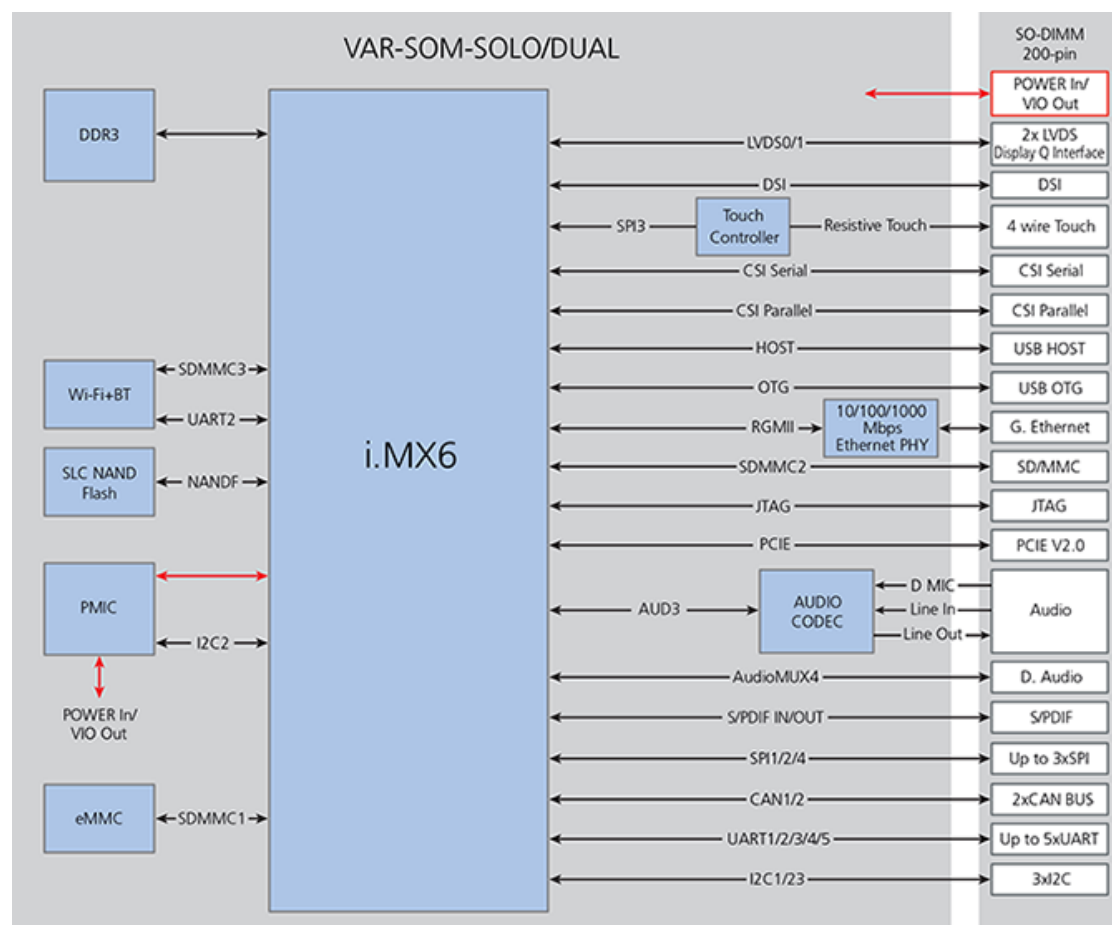 VAR-SOM-SOLO/DUAL
SO-DIMM
200-pin
POWER In/
VIO Out
DDR3
LVDS0/1
2x LVDS
Display Q Interface
DSI
DSI
SPI3
Touch
Controller
Resistive Touch
4 wire Touch
CSI Serial
CSI Serial
CSI Parallel
CSI Parallel
HOST
USB HOST
Wi-Fi+BT
SDMMC3
UART2
OTG
USB OTG
i.MX6
RGMII
10/100/1000
Mbps
Ethernet PHY
G. Ethernet
SLC NAND
Flash
NANDF
SDMMC2
SD/MMC
JTAG
JTAG
PCIE
PCIE V2.0
PMIC
I2C2
POWER In/
VIO Out
AUD3
AUDIO
CODEC
D MIC
Line In
Line Out
Audio
AudioMUX4
D. Audio
S/PDIF IN/OUT
S/PDIF
SPI1/2/4
Up to 3xSPI
eMMC
SDMMC1
CAN1/2
2xCAN BUS
UART1/2/3/4/5
Up to 5xUART
I2C1/23
3xI2C